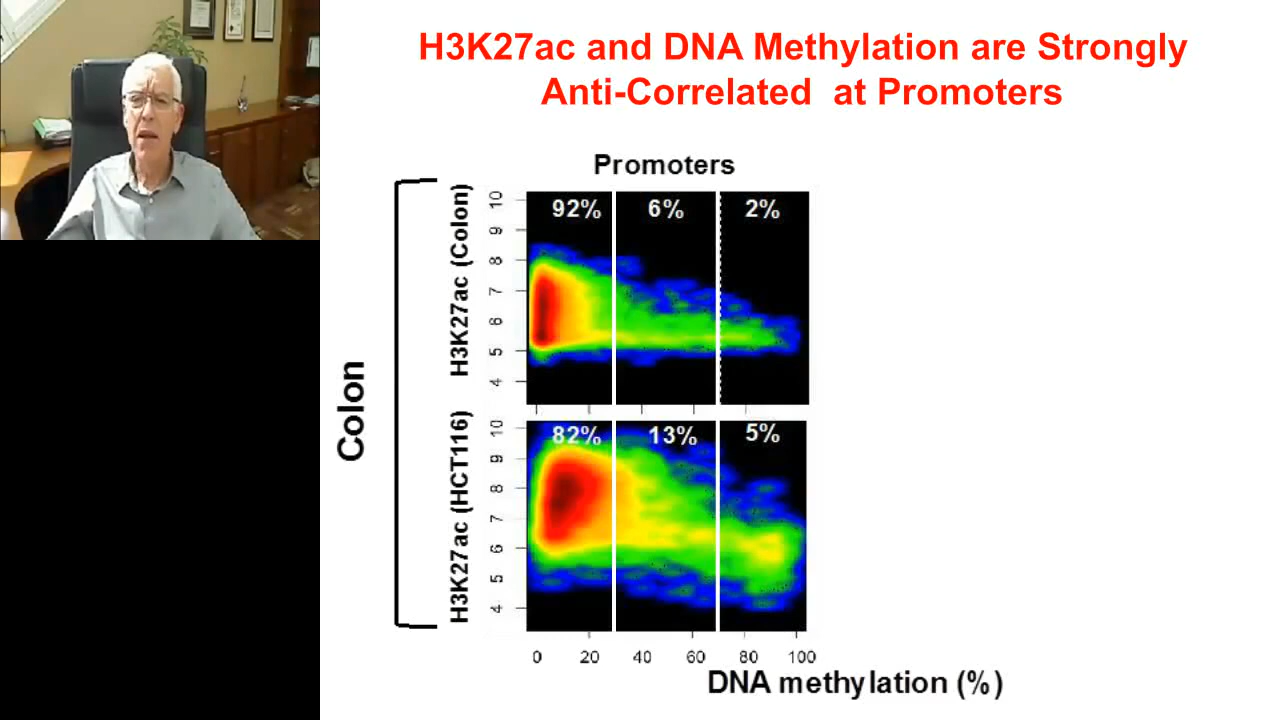 H3K27ac and DNA Methylation are Strongly
Anti-Correlated at Promoters
Promoters
Colon
H3K27ac (Colon)
10
9
8
7
6
5
4
92%
6%
2%
H3K27ac (HCT116)
10
9
8
7
6
5
4
82%
13%
5%
0 20 40 60 80 100
DNA methylation (%)